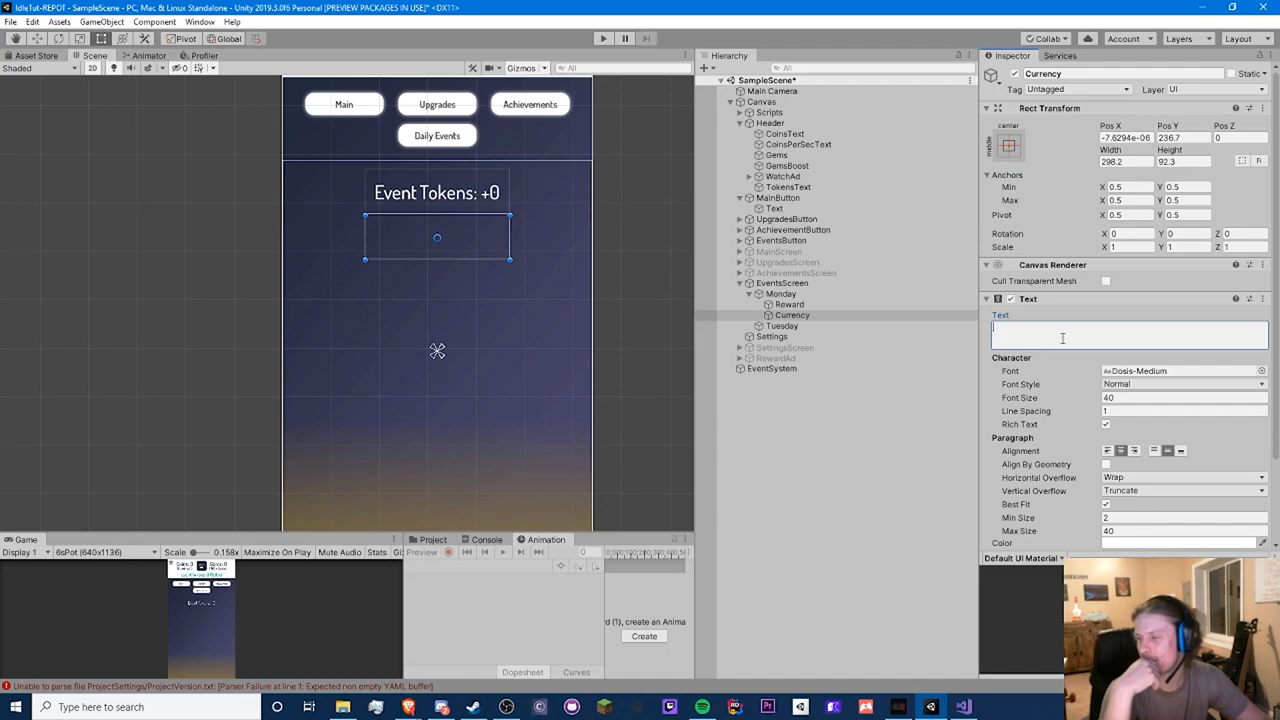 IdleTut-REPOT - SampleScene - PC, Mac & Linux Standalone - Unity 2019.3.0f6 Personal [PREVIEW PACKAGES IN USE]* <DX11>
File Edit Assets GameObject Component Window Help
Pivot Global Collab Account Layers Layout
Asset Store Scene Animator Profiler
Shaded 2D 0 Gizmos All
Main Upgrades Achievements
Daily Events
Event Tokens: +0
Hierarchy
All
SampleScene*
Main Camera
Canvas
Scripts
Header
CoinsText
CoinsPerSecText
Gems
GemsBoost
WatchAd
TokensText
MainButton
Text
UpgradesButton
AchievementButton
EventsButton
MainScreen
UpgradesScreen
AchievementsScreen
EventsScreen
Monday
Reward
Currency
Tuesday
Settings
SettingsScreen
RewardAd
EventSystem
Inspector Services
Currency Static
Tag Untagged Layer UI
Rect Transform
center Pos X Pos Y Pos Z
middle -7.6294e-06 236.7 0
Width Height
298.2 92.3 R
Anchors
Min X 0.5 Y 0.5
Max X 0.5 Y 0.5
Pivot X 0.5 Y 0.5
Rotation X 0 Y 0 Z 0
Scale X 1 Y 1 Z 1
Canvas Renderer
Cull Transparent Mesh
Text
Text
Character
Font Dosis-Medium
Font Style Normal
Font Size 40
Line Spacing 1
Rich Text
Paragraph
Alignment
Align By Geometry
Horizontal Overflow Wrap
Vertical Overflow Truncate
Best Fit
Min Size 2
Max Size 40
Color
Default UI Material
Game
Display 1 6sPot (640x1136) Scale 0.158x Maximize On Play Mute Audio Stats
Project Console Animation
Preview 0
Create
Dopesheet Curves
Unable to parse file ProjectSettings/ProjectVersion.txt: [Parser Failure at line 1: Expected non empty YAML buffer]
Type here to search